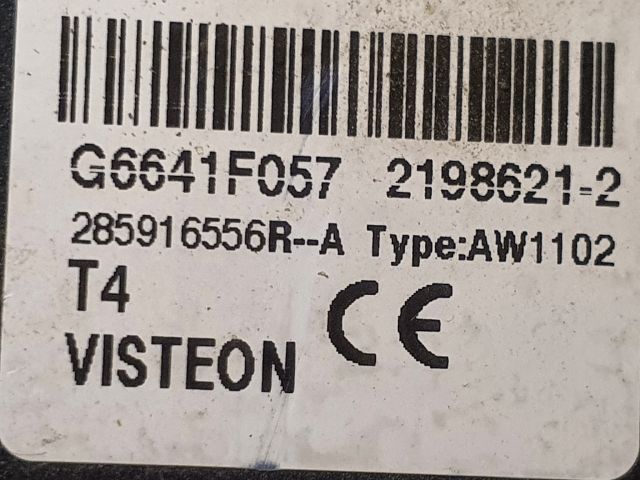 G6641F057 2198621-2
285916556R--A Type:AW1102
T4
CE
VISTEON